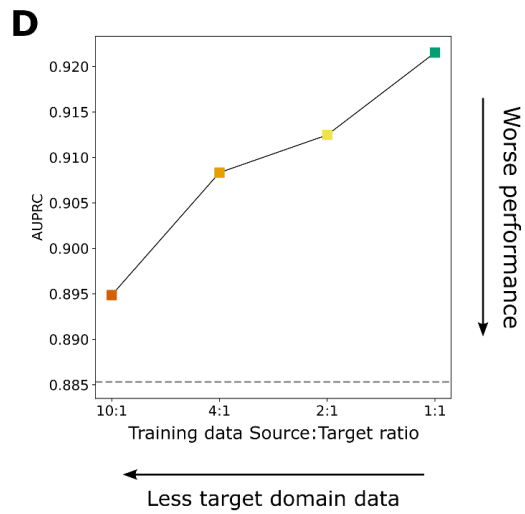 D
0.920
0.915
0.910
0.905
0.900
0.895
0.890
0.885
AUPRC
10:1 4:1 2:1 1:1
Training data Source:Target ratio
Less target domain data
Worse performance